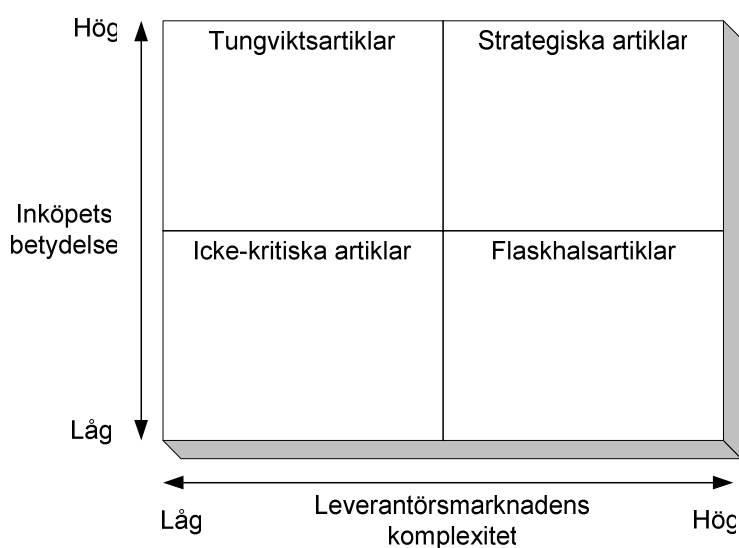 Hög
Tungviktsartiklar
Strategiska artiklar
Inköpets
betydelse
Icke-kritiska artiklar
Flaskhalsartiklar
Låg
Låg
Leverantörsmarknadens
komplexitet
Hög